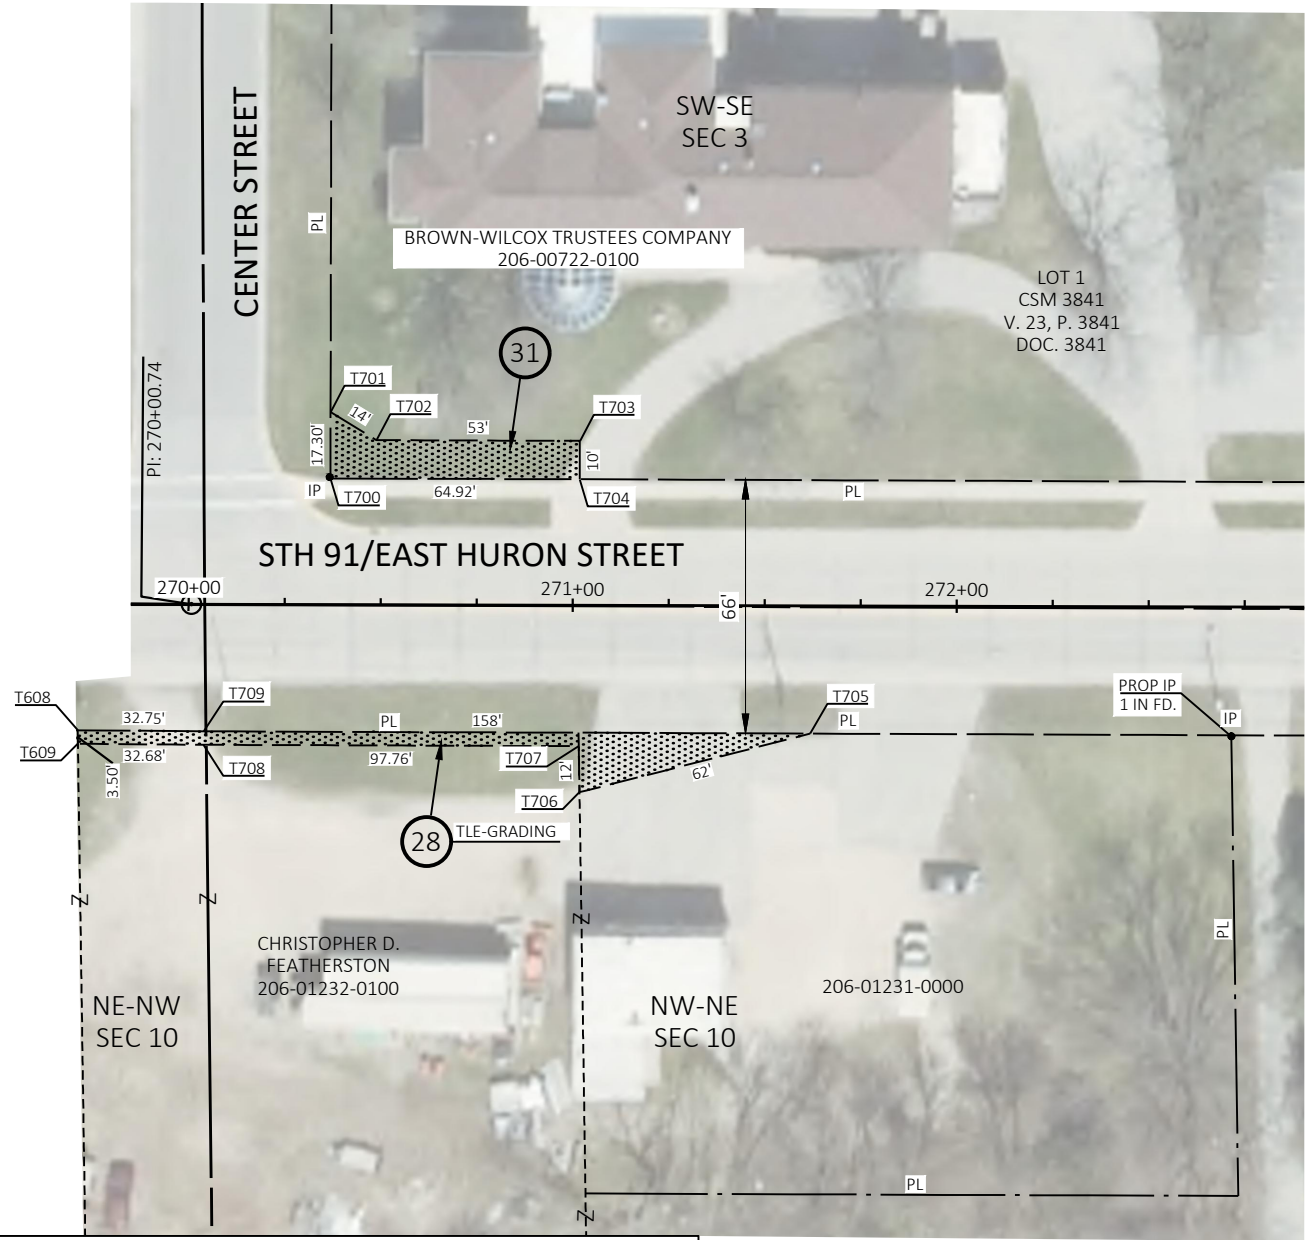 SW-SE
SEC 3
CENTER STREET
PL
BROWN-WILCOX TRUSTEES COMPANY
206-00722-0100
LOT 1
CSM 3841
V. 23, P. 3841
DOC. 3841
31
PI: 270+00.74
T701
T702
T703
14'
53'
17.30'
10'
IP
T700
64.92'
T704
PL
STH 91/EAST HURON STREET
270+00
271+00
272+00
66'
T608
T709
T705
PROP IP
1 IN FD.
32.75'
PL
158'
PL
IP
T609
32.68'
T708
97.76'
T707
3.50'
12'
62'
T706
28
TLE-GRADING
Z
Z
Z
PL
CHRISTOPHER D.
FEATHERSTON
206-01232-0100
206-01231-0000
NE-NW
SEC 10
NW-NE
SEC 10
PL
Z